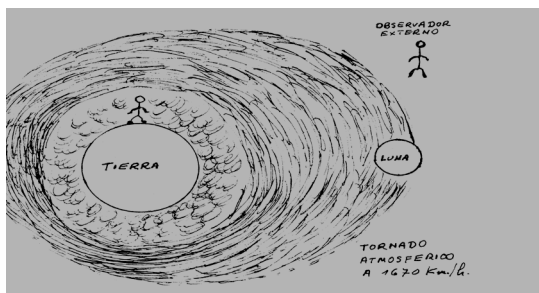 OBSERVADOR
EXTERNO
TIERRA
LUNA
TORNADO
ATMOSFERICO
A 1670 Km/h.